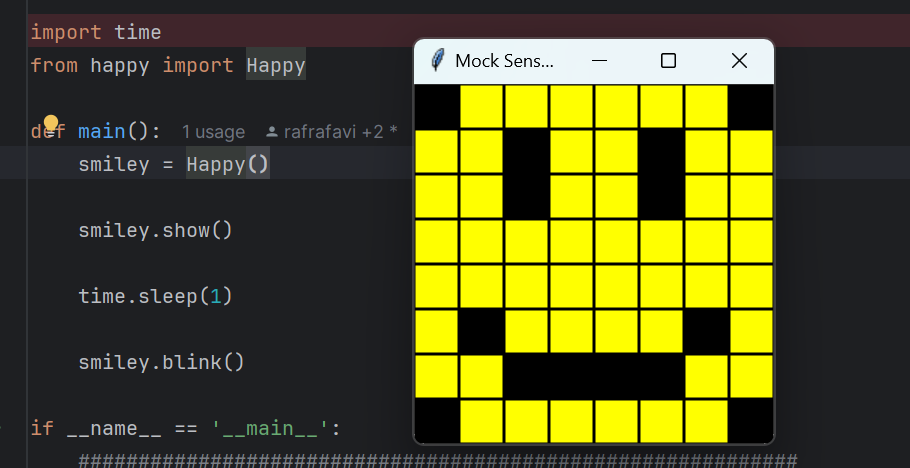 import time
from happy import Happy
def main(): 1 usage rafrafavi +2 *
smiley = Happy()
smiley.show()
time.sleep(1)
smiley.blink()
if __name__ == '__main__':
############################################################
Mock Sens...